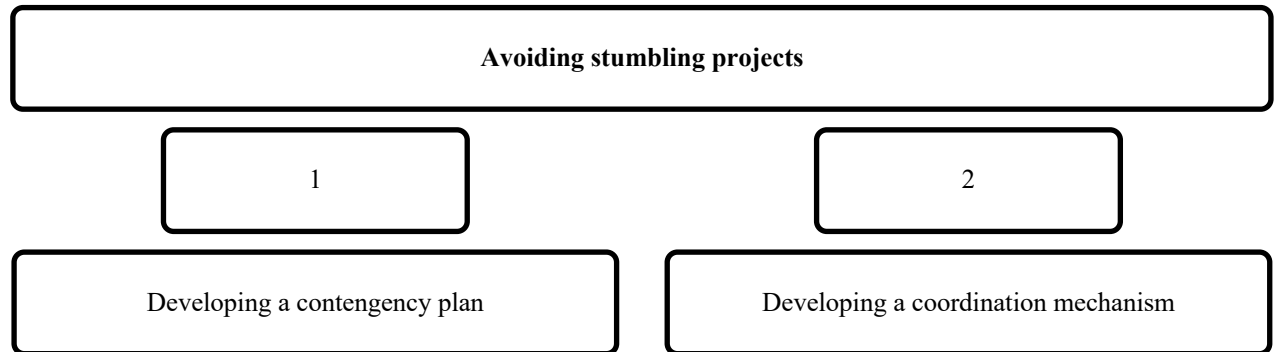 Avoiding stumbling projects
1
2
Developing a contengency plan
Developing a coordination mechanism